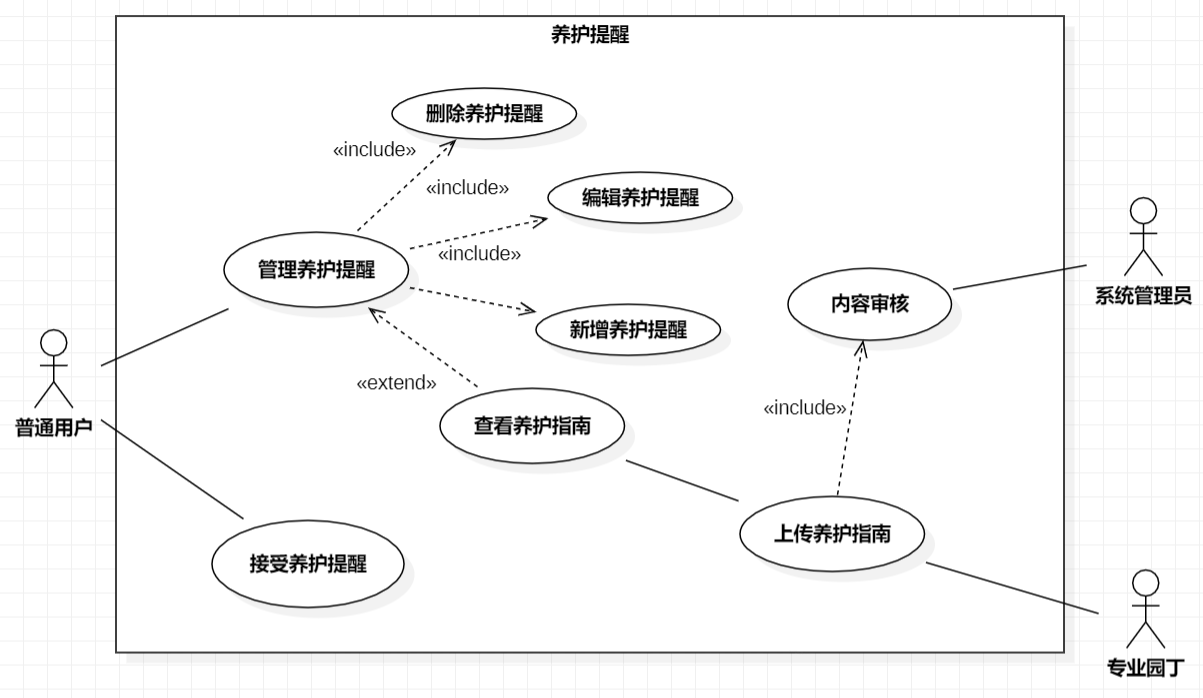 养护提醒
删除养护提醒
«include»
«include»
编辑养护提醒
«include»
管理养护提醒
系统管理员
内容审核
新增养护提醒
«extend»
«include»
普通用户
查看养护指南
上传养护指南
接受养护提醒
专业园丁